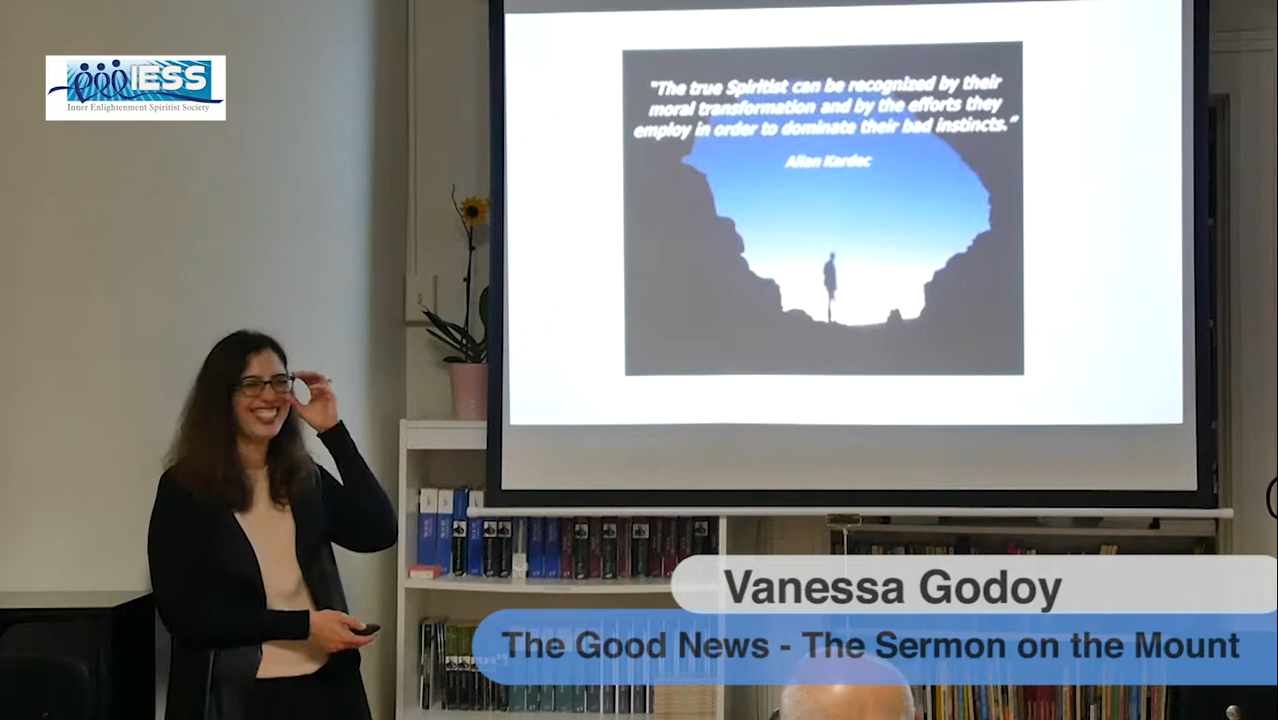 IESS
Inner Enlightenment Spiritist Society
"The true Spiritist can be recognized by their
moral transformation and by the efforts they
employ in order to dominate their bad instincts."
Allan Kardec
Vanessa Godoy
The Good News - The Sermon on the Mount